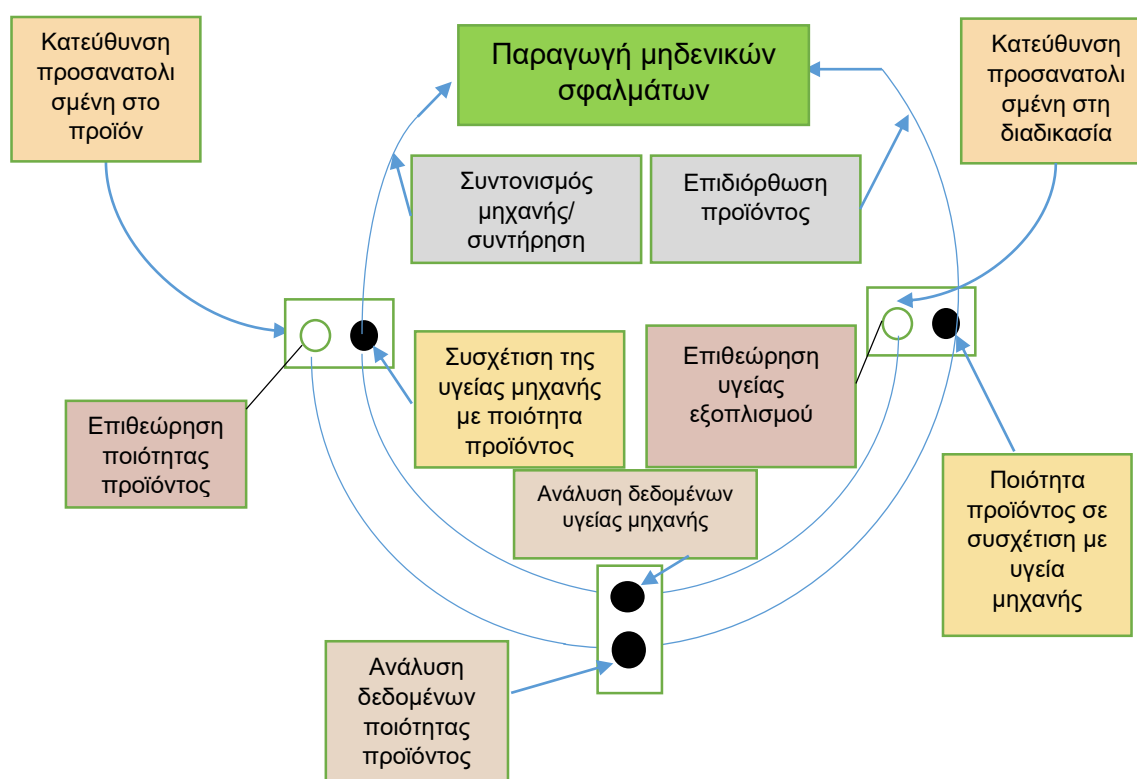 Κατεύθυνση
προσανατολι
σμένη στο
προϊόν
Παραγωγή μηδενικών
σφαλμάτων
Κατεύθυνση
προσανατολι
σμένη στη
διαδικασία
Συντονισμός
μηχανής/
συντήρηση
Επιδιόρθωση
προϊόντος
Συσχέτιση της
υγείας μηχανής
με ποιότητα
προϊόντος
Επιθεώρηση
υγείας
εξοπλισμού
Επιθεώρηση
ποιότητας
προϊόντος
Ανάλυση δεδομένων
υγείας μηχανής
Ποιότητα
προϊόντος σε
συσχέτιση με
υγεία
μηχανής
Ανάλυση
δεδομένων
ποιότητας
προϊόντος